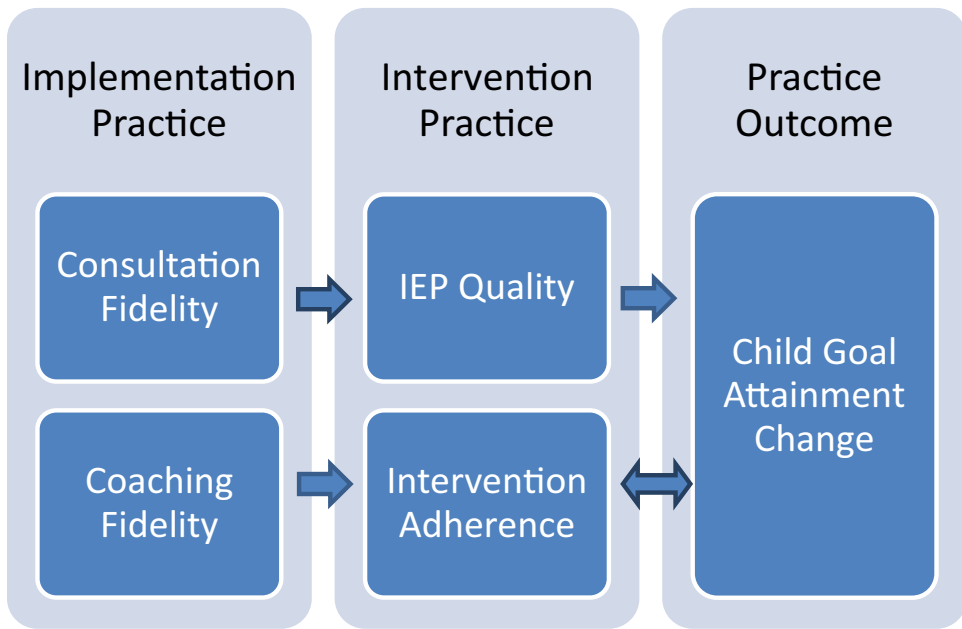 Implementation
Practice
Intervention
Practice
Practice
Outcome
Consultation
Fidelity
IEP Quality
Child Goal
Attainment
Change
Coaching
Fidelity
Intervention
Adherence